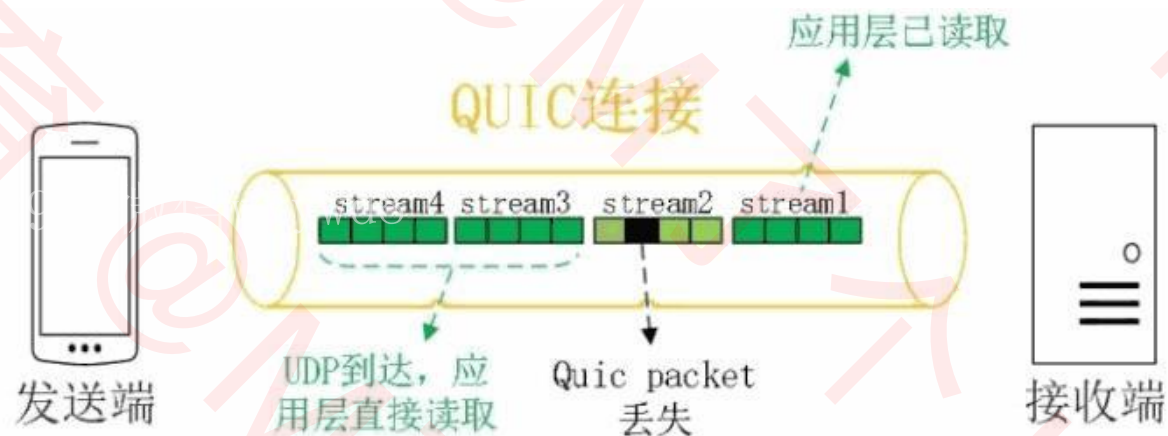 应用层已读取
QUIC连接
stream4 stream3 stream2 stream1
UDP到达，应
用层直接读取
Quic packet
丢失
发送端
接收端